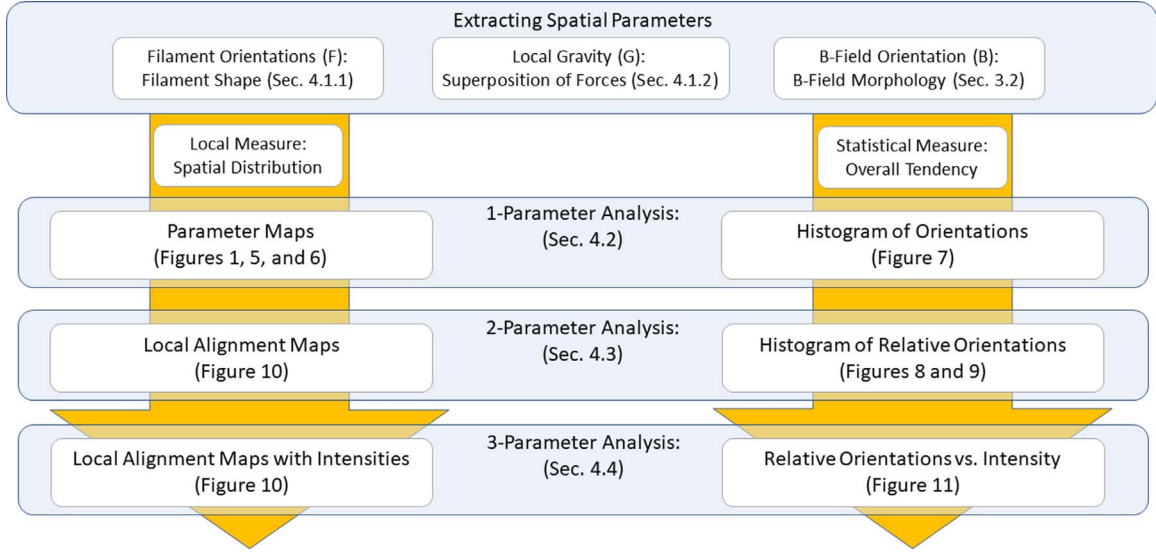 Extracting Spatial Parameters
Filament Orientations (F):
Filament Shape (Sec. 4.1.1)
Local Gravity (G):
Superposition of Forces (Sec. 4.1.2)
B-Field Orientation (B):
B-Field Morphology (Sec. 3.2)
Local Measure:
Spatial Distribution
Statistical Measure:
Overall Tendency
1-Parameter Analysis:
(Sec. 4.2)
Parameter Maps
(Figures 1, 5, and 6)
Histogram of Orientations
(Figure 7)
2-Parameter Analysis:
(Sec. 4.3)
Local Alignment Maps
(Figure 10)
Histogram of Relative Orientations
(Figures 8 and 9)
3-Parameter Analysis:
(Sec. 4.4)
Local Alignment Maps with Intensities
(Figure 10)
Relative Orientations vs. Intensity
(Figure 11)